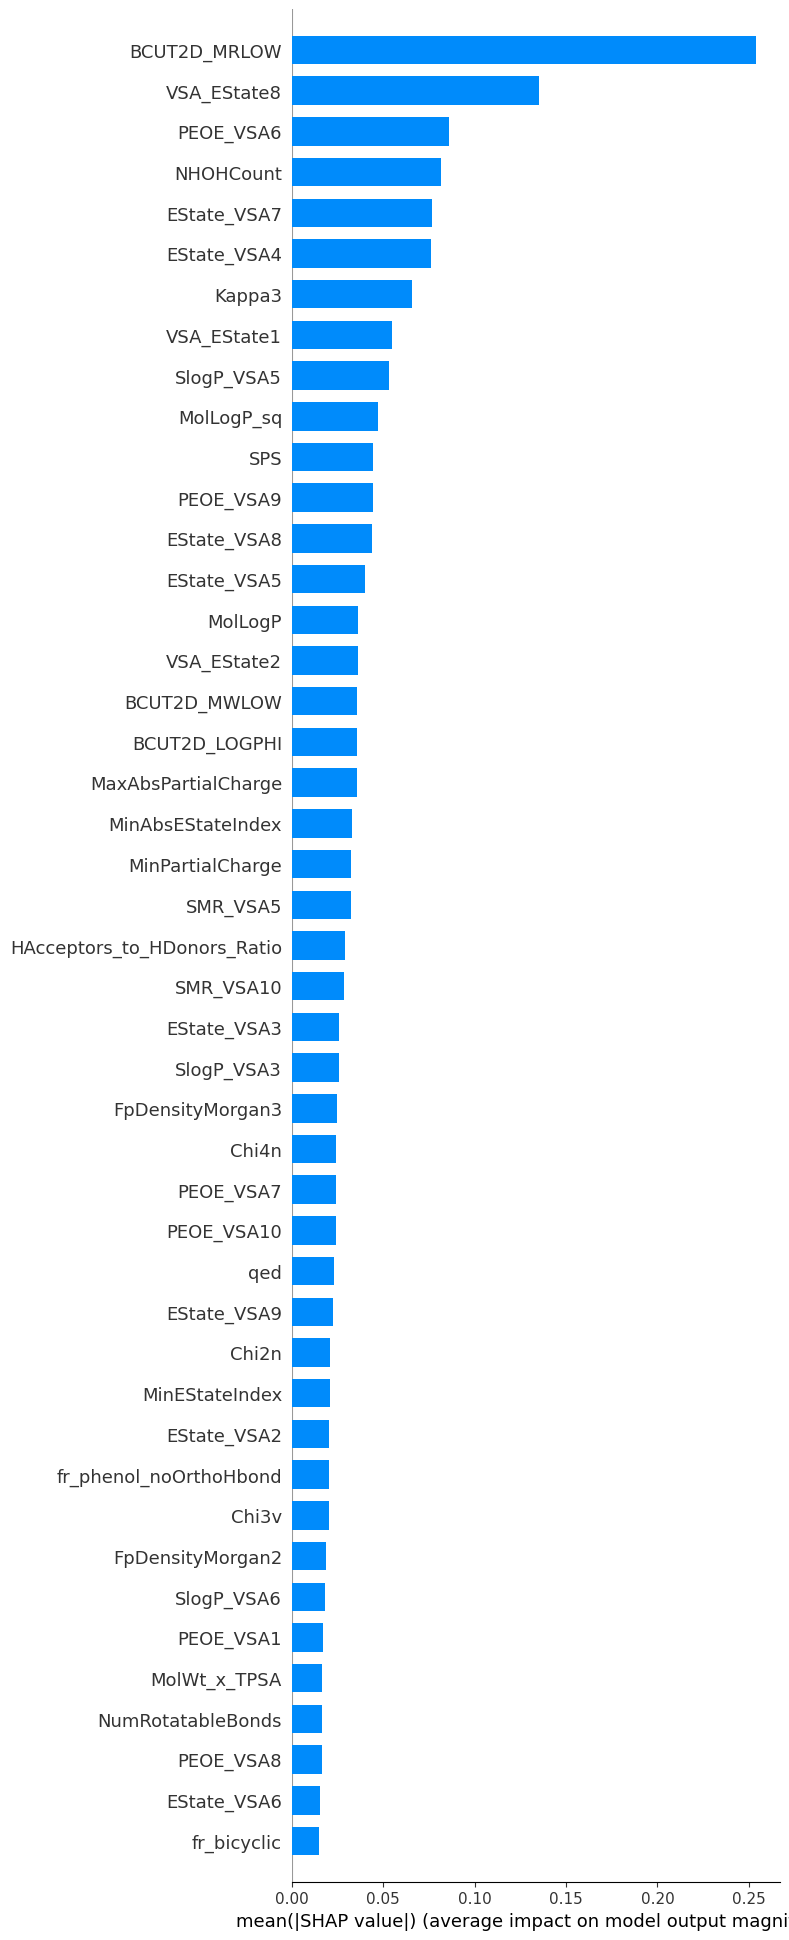 BCUT2D_MRLOW
VSA_EState8
PEOE_VSA6
NHOHCount
EState_VSA7
EState_VSA4
Kappa3
VSA_EState1
SlogP_VSA5
MolLogP_sq
SPS
PEOE_VSA9
EState_VSA8
EState_VSA5
MolLogP
VSA_EState2
BCUT2D_MWLOW
BCUT2D_LOGPHI
MaxAbsPartialCharge
MinAbsEStateIndex
MinPartialCharge
SMR_VSA5
HAcceptors_to_HDonors_Ratio
SMR_VSA10
EState_VSA3
SlogP_VSA3
FpDensityMorgan3
Chi4n
PEOE_VSA7
PEOE_VSA10
qed
EState_VSA9
Chi2n
MinEStateIndex
EState_VSA2
fr_phenol_noOrthoHbond
Chi3v
FpDensityMorgan2
SlogP_VSA6
PEOE_VSA1
MolWt_x_TPSA
NumRotatableBonds
PEOE_VSA8
EState_VSA6
fr_bicyclic
0.00 0.05 0.10 0.15 0.20 0.25
mean(|SHAP value|) (average impact on model output magni